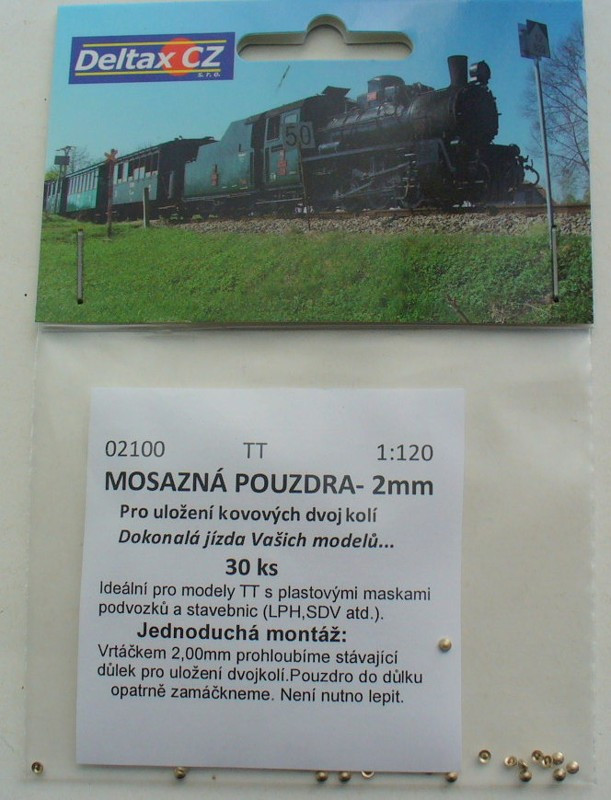 Deltax CZ
s.r.o.
50
02100 TT 1:120
MOSAZNÁ POUZDRA- 2mm
Pro uložení kovových dvojkolí
Dokonalá jízda Vašich modelů...
30 ks
Ideální pro modely TT s plastovými maskami
podvozků a stavebnic (LPH,SDV atd.).
Jednoduchá montáž:
Vrtáčkem 2,00mm prohloubíme stávající
důlek pro uložení dvojkolí.Pouzdro do důlku
opatrně zamáčkneme. Není nutno lepit.